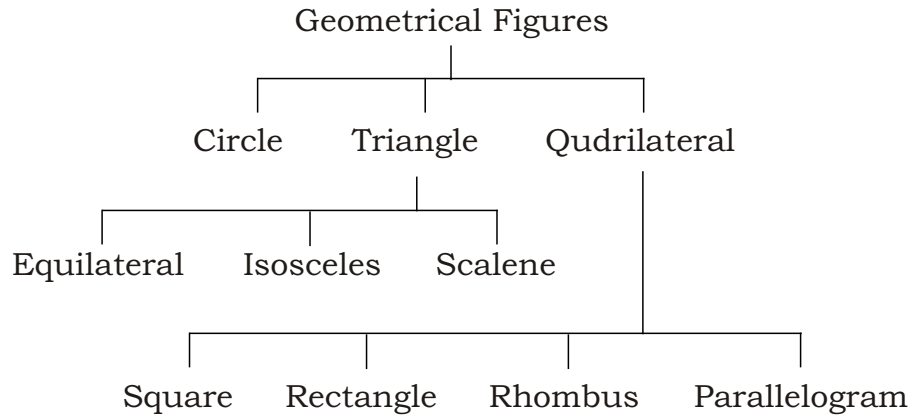 Geometrical Figures
Circle Triangle Qudrilateral
Equilateral Isosceles Scalene
Square Rectangle Rhombus Parallelogram